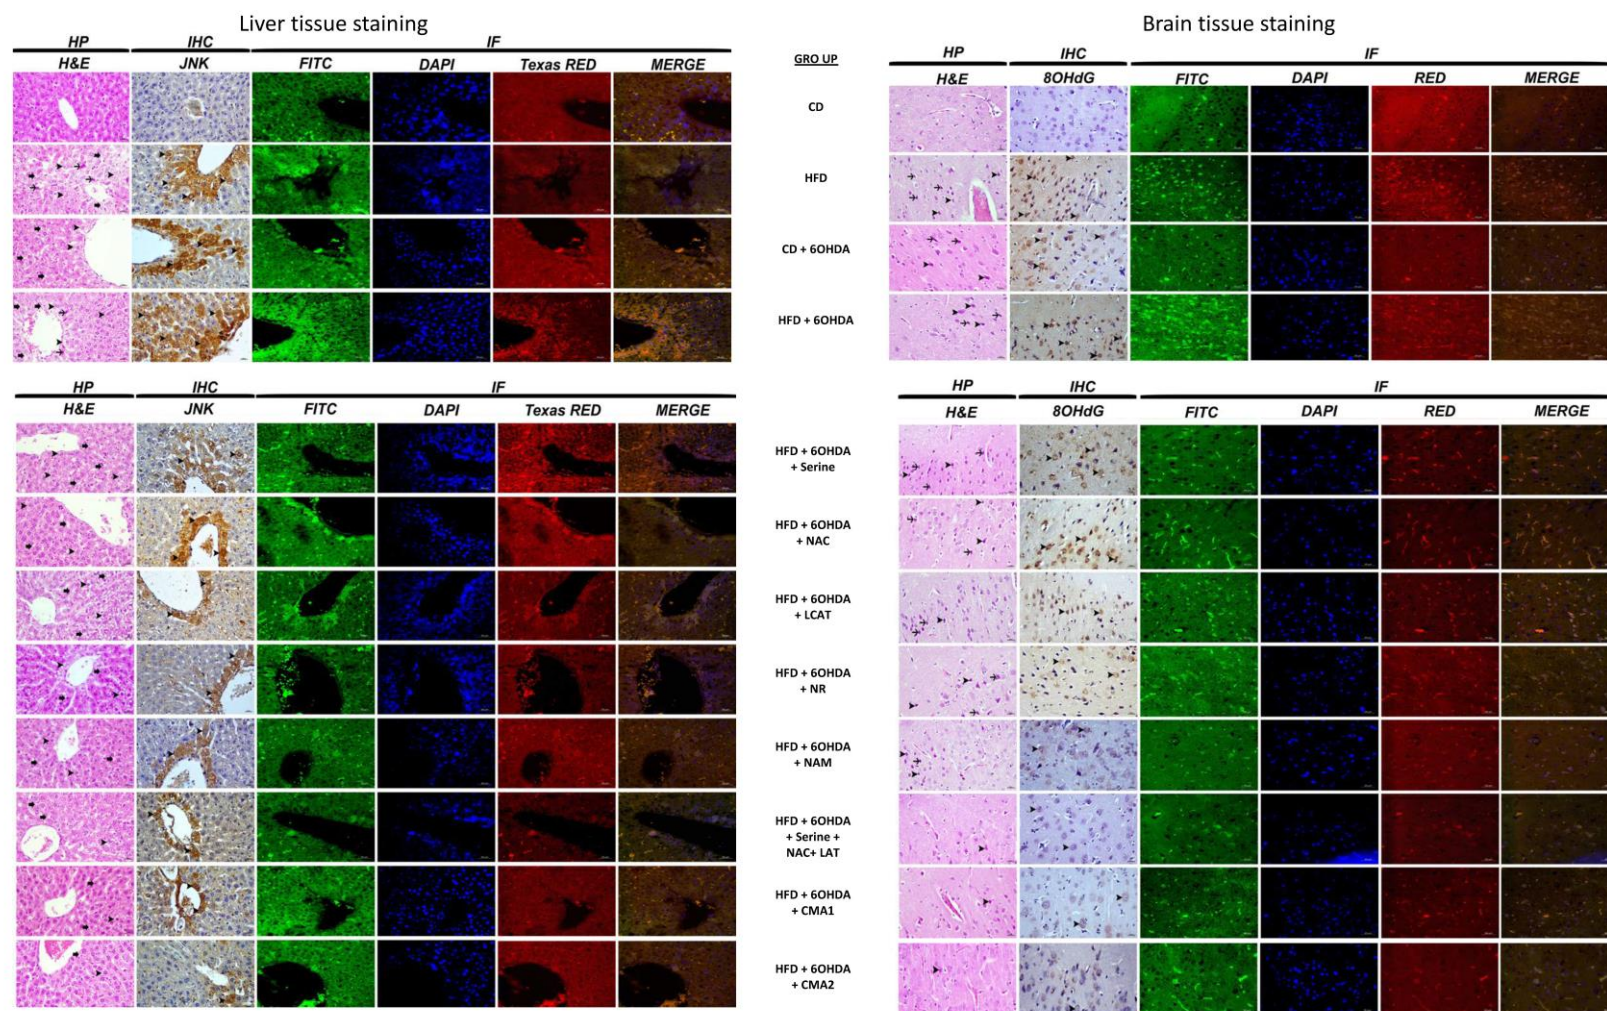 Liver tissue staining
Brain tissue staining
HP IHC IF
H&E JNK FITC DAPI Texas RED MERGE
GRO UP
HP IHC IF
H&E 8OHdG FITC DAPI RED MERGE
CD
HFD
CD + 6OHDA
HFD + 6OHDA
HP IHC IF
H&E JNK FITC DAPI Texas RED MERGE
HP IHC IF
H&E 8OHdG FITC DAPI RED MERGE
HFD + 6OHDA
+ Serine
HFD + 6OHDA
+ NAC
HFD + 6OHDA
+ LCAT
HFD + 6OHDA
+ NR
HFD + 6OHDA
+ NAM
HFD + 6OHDA
+ Serine +
NAC+ LAT
HFD + 6OHDA
+ CMA1
HFD + 6OHDA
+ CMA2